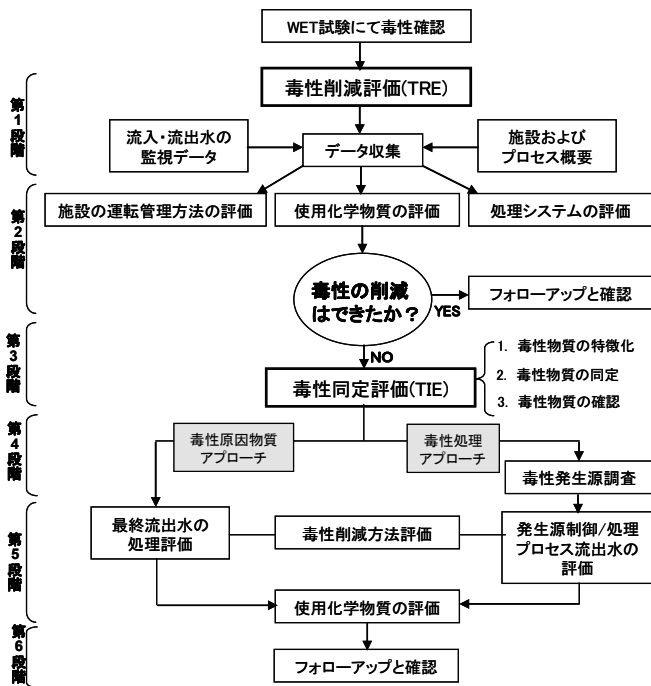 WET試験にて毒性確認
第1段階
毒性削減評価(TRE)
流入・流出水の
監視データ
データ収集
施設および
プロセス概要
第2段階
施設の運転管理方法の評価
使用化学物質の評価
処理システムの評価
毒性の削減
はできたか?
YES
フォローアップと確認
NO
第3段階
毒性同定評価(TIE)
1. 毒性物質の特徴化
2. 毒性物質の同定
3. 毒性物質の確認
第4段階
毒性原因物質
アプローチ
毒性処理
アプローチ
毒性発生源調査
第5段階
最終流出水の
処理評価
毒性削減方法評価
発生源制御/処理
プロセス流出水の
評価
使用化学物質の評価
第6段階
フォローアップと確認